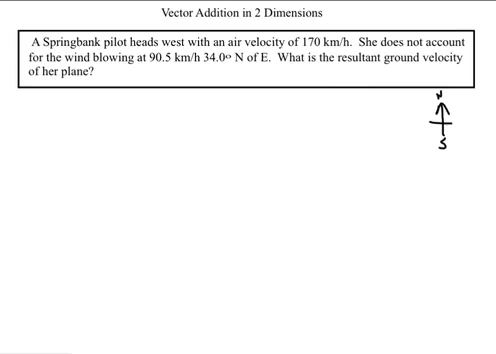 Vector Addition in 2 Dimensions
A Springbank pilot heads west with an air velocity of 170 km/h. She does not account
for the wind blowing at 90.5 km/h 34.0º N of E. What is the resultant ground velocity
of her plane?
N
S